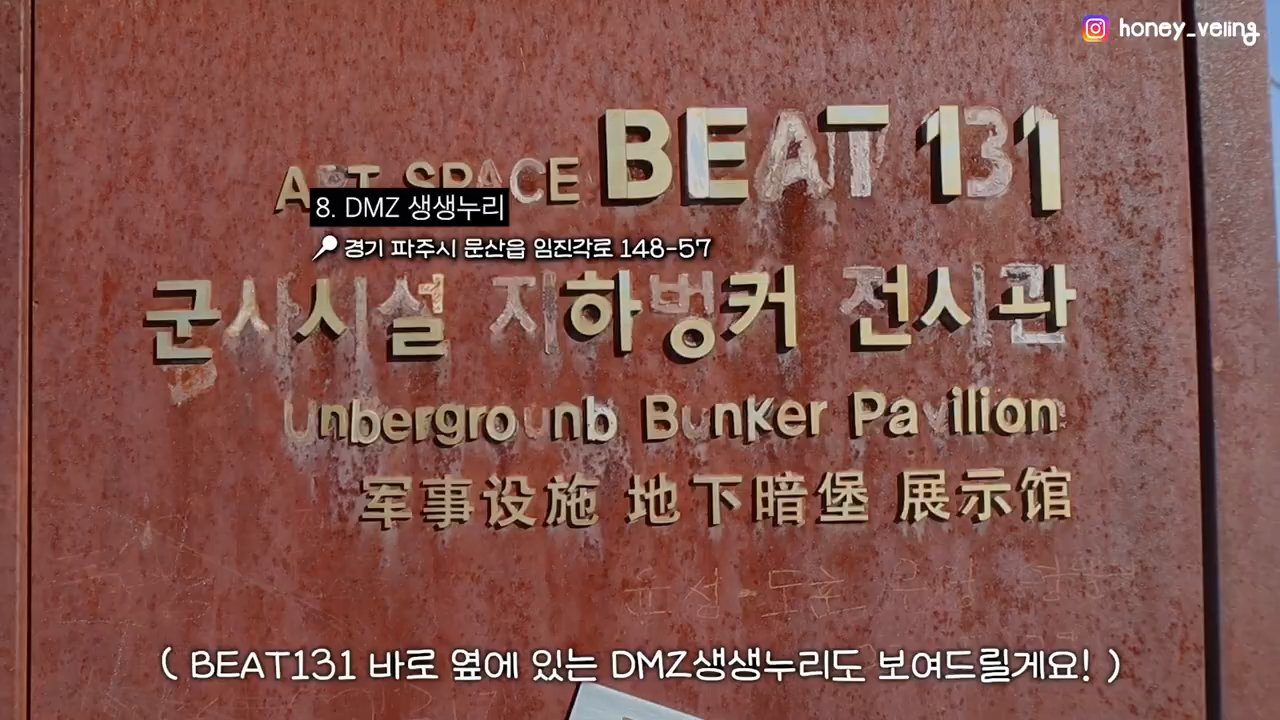 honey_veling
ART SPACE BEAT 131
8. DMZ 생생누리
경기 파주시 문산읍 임진각로 148-57
군사시설 지하벙커 전시관
Unbergrounb Bunker Pavilion
军事设施 地下暗堡 展示馆
( BEAT131 바로 옆에 있는 DMZ생생누리도 보여드릴게요! )